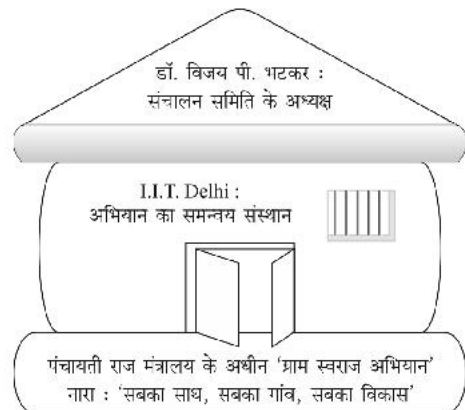 डॉ. विजय पी. भटकर :
संचालन समिति के अध्यक्ष
I.I.T. Delhi :
अभियान का समन्वय संस्थान
पंचायती राज मंत्रालय के अधीन ‘ग्राम स्वराज अभियान’
नारा : ‘सबका साथ, सबका गांव, सबका विकास’